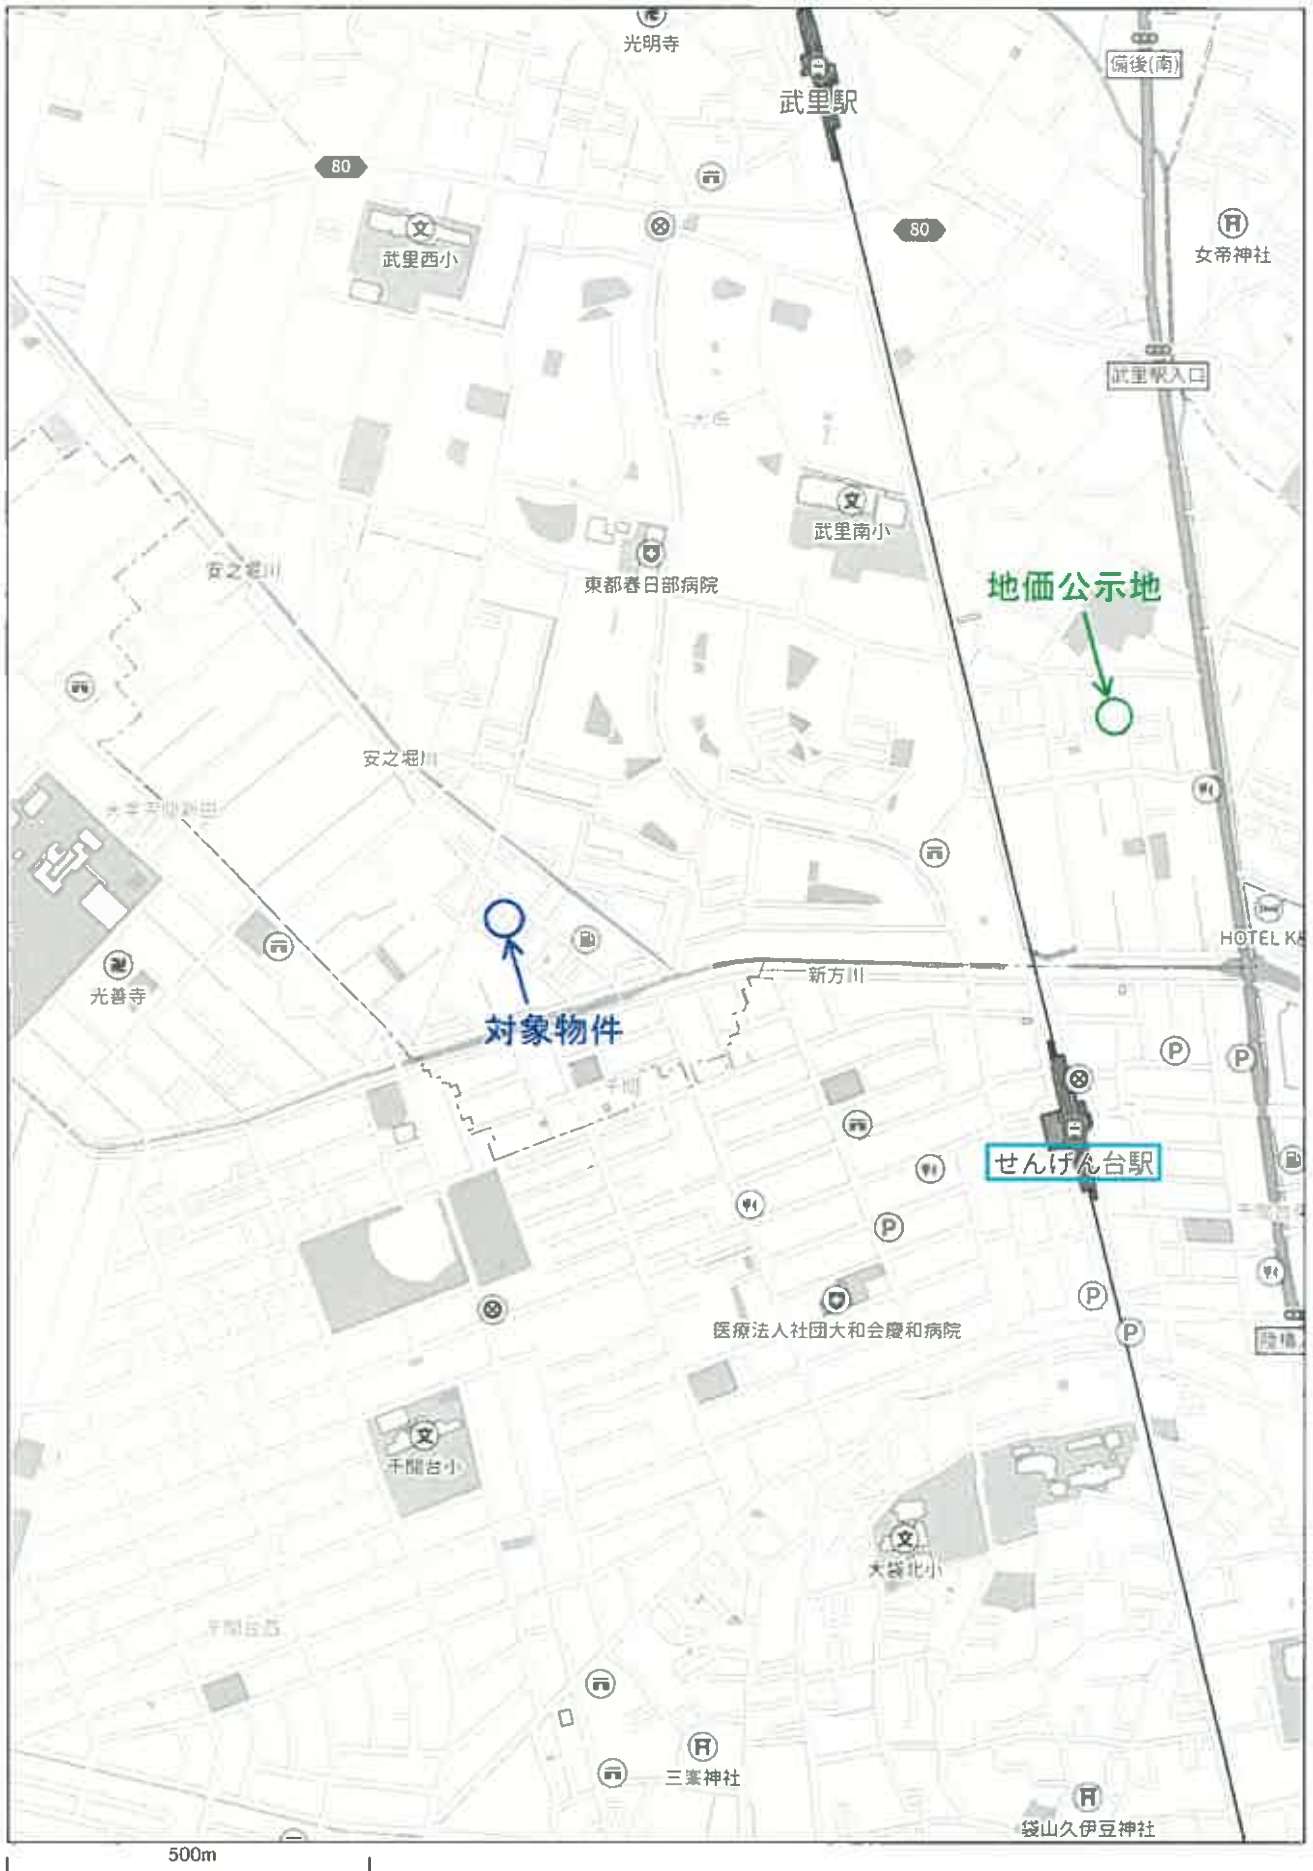 光明寺
武里駅
備後(南)
80
武里西小
80
女帝神社
武里駅入口
武里南小
安之堀川
東都春日部病院
地価公示地
安之堀川
HOTEL K
光善寺
新方川
対象物件
せんげん台駅
医療法人社団大和会慶和病院
千間台小
大袋北小
千間台西
三峯神社
袋山久伊豆神社
500m